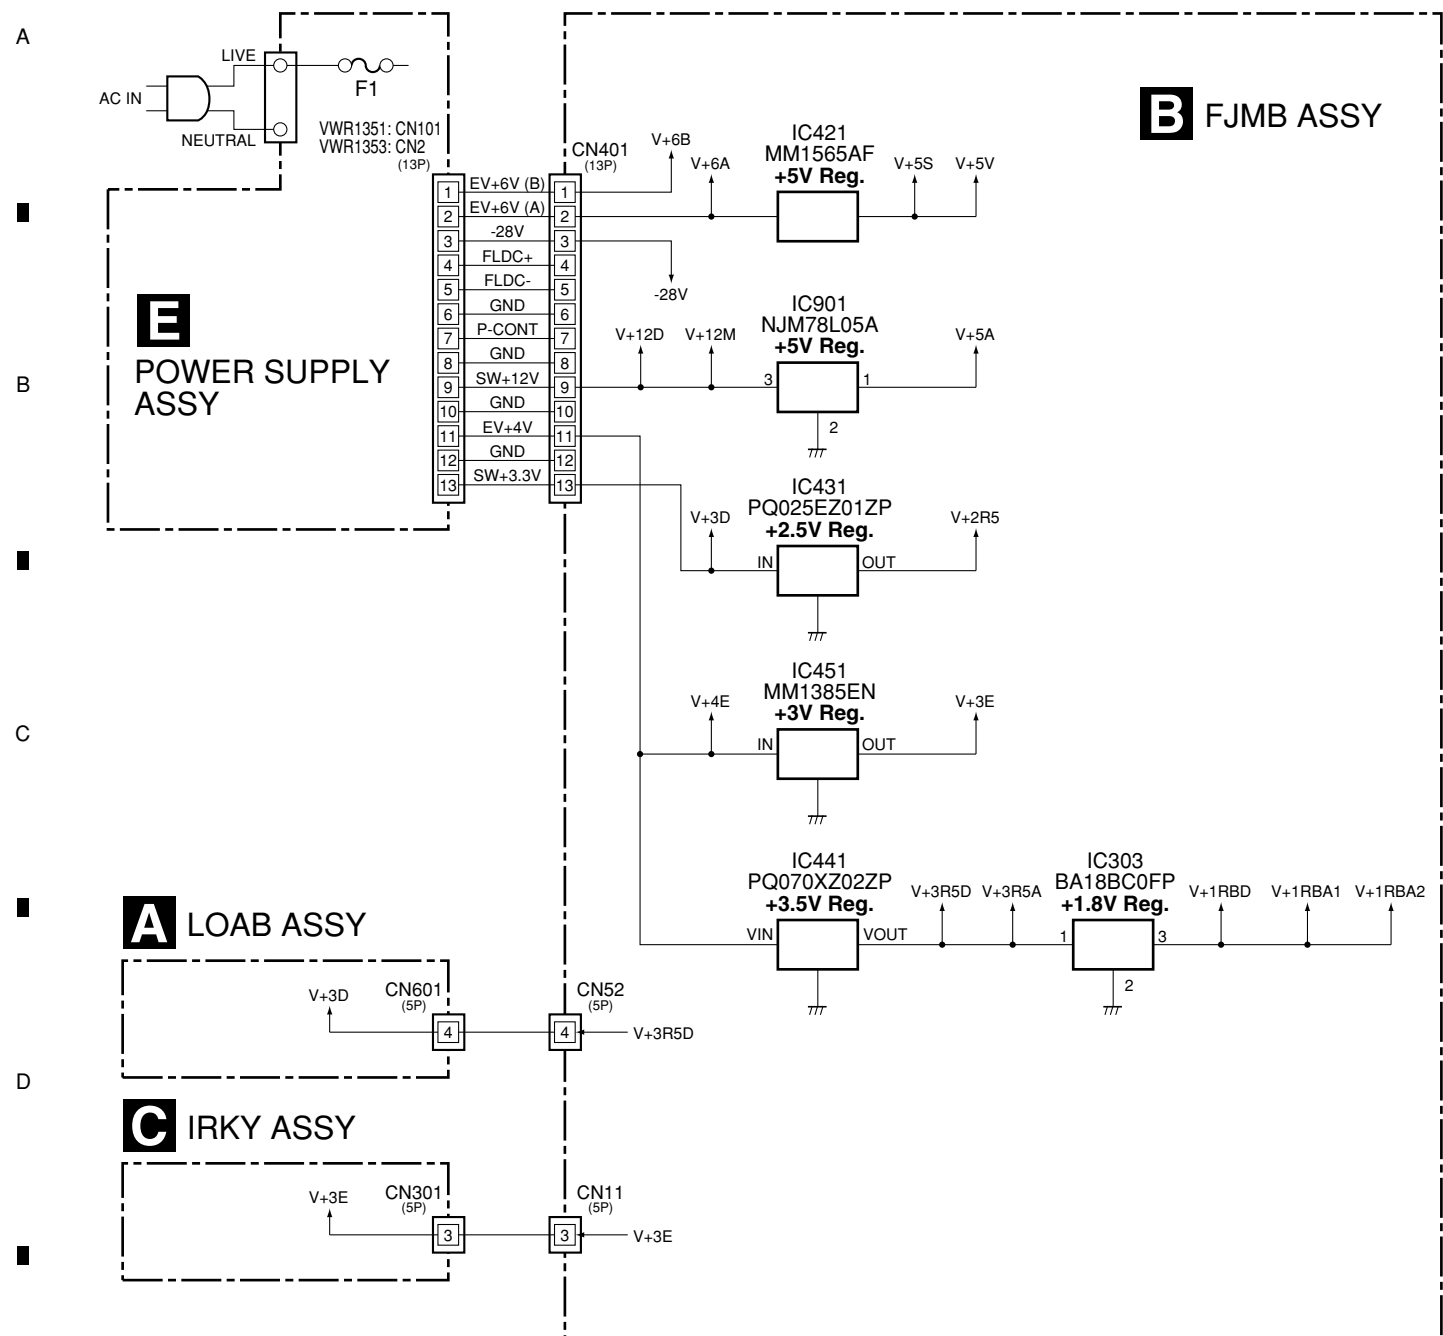 A
LIVE
F1
AC IN
NEUTRAL
VWR1351: CN101
VWR1353: CN2
(13P)
CN401
(13P)
B FJMB ASSY
V+6B
V+6A
IC421
MM1565AF
+5V Reg.
V+5S
V+5V
1 EV+6V (B) 1
2 EV+6V (A) 2
3 -28V 3
4 FLDC+ 4
5 FLDC- 5
6 GND 6
7 P-CONT 7
8 GND 8
9 SW+12V 9
10 GND 10
11 EV+4V 11
12 GND 12
13 SW+3.3V 13
-28V
E
POWER SUPPLY
ASSY
B
V+12D
V+12M
IC901
NJM78L05A
+5V Reg.
3
1
2
V+5A
V+3D
IC431
PQ025EZ01ZP
+2.5V Reg.
IN
OUT
V+2R5
C
V+4E
IC451
MM1385EN
+3V Reg.
IN
OUT
V+3E
IC441
PQ070XZ02ZP
+3.5V Reg.
VIN
VOUT
V+3R5D
V+3R5A
IC303
BA18BC0FP
+1.8V Reg.
1
3
2
V+1RBD
V+1RBA1
V+1RBA2
A LOAB ASSY
V+3D
CN601
(5P)
4
CN52
(5P)
4
V+3R5D
D
C IRKY ASSY
V+3E
CN301
(5P)
3
CN11
(5P)
3
V+3E